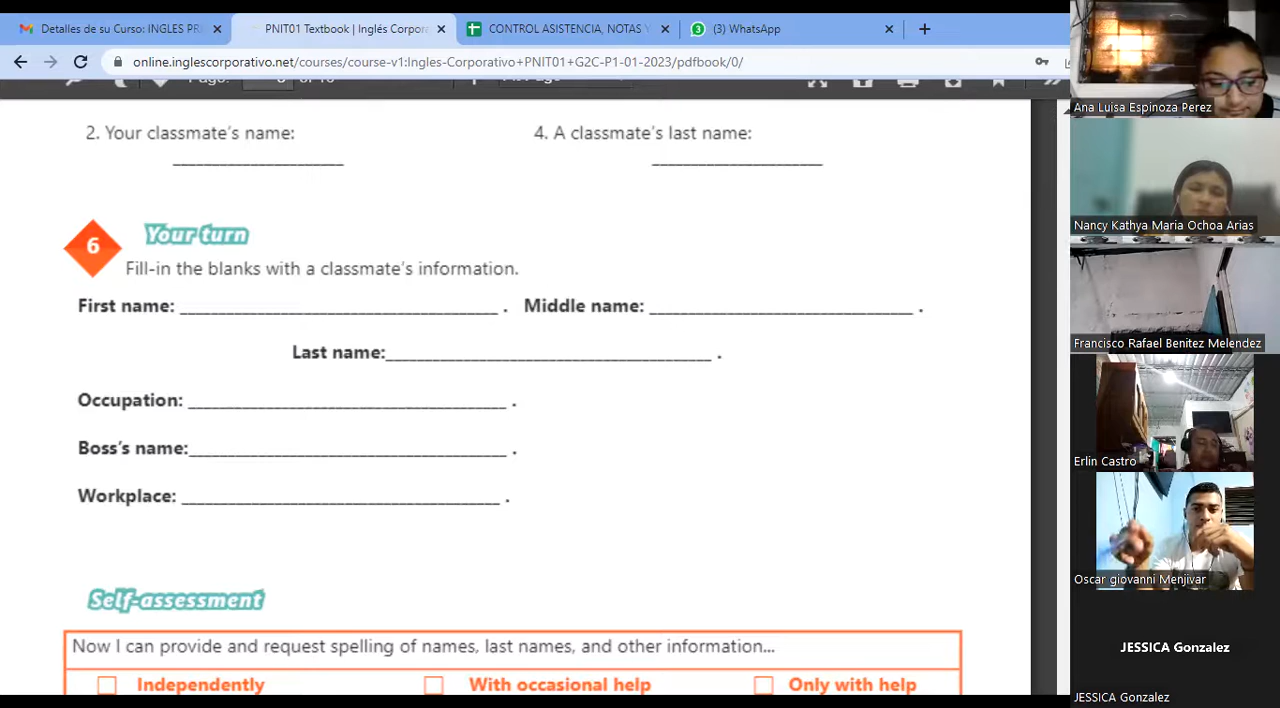 Detalles de su Curso: INGLES PRI
PNIT01 Textbook | Inglés Corpor
CONTROL ASISTENCIA, NOTAS Y
(3) WhatsApp
online.inglescorporativo.net/courses/course-v1:Ingles-Corporativo+PNIT01+G2C-P1-01-2023/pdfbook/0/
2. Your classmate's name:
4. A classmate's last name:
6
Your turn
Fill-in the blanks with a classmate's information.
First name: . Middle name: .
Last name: .
Occupation: .
Boss's name: .
Workplace: .
Self-assessment
Now I can provide and request spelling of names, last names, and other information...
Independently
With occasional help
Only with help
Ana Luisa Espinoza Perez
Nancy Kathya Maria Ochoa Arias
Francisco Rafael Benitez Melendez
Erlin Castro
Oscar giovanni Menjivar
JESSICA Gonzalez
JESSICA Gonzalez